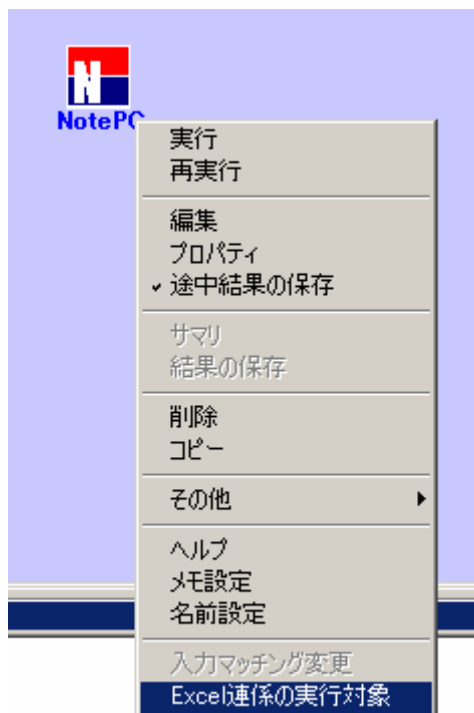 N
NotePC
実行
再実行
編集
プロパティ
途中結果の保存
サマリ
結果の保存
削除
コピー
その他
ヘルプ
メモ設定
名前設定
入力マッチング変更
Excel連係の実行対象